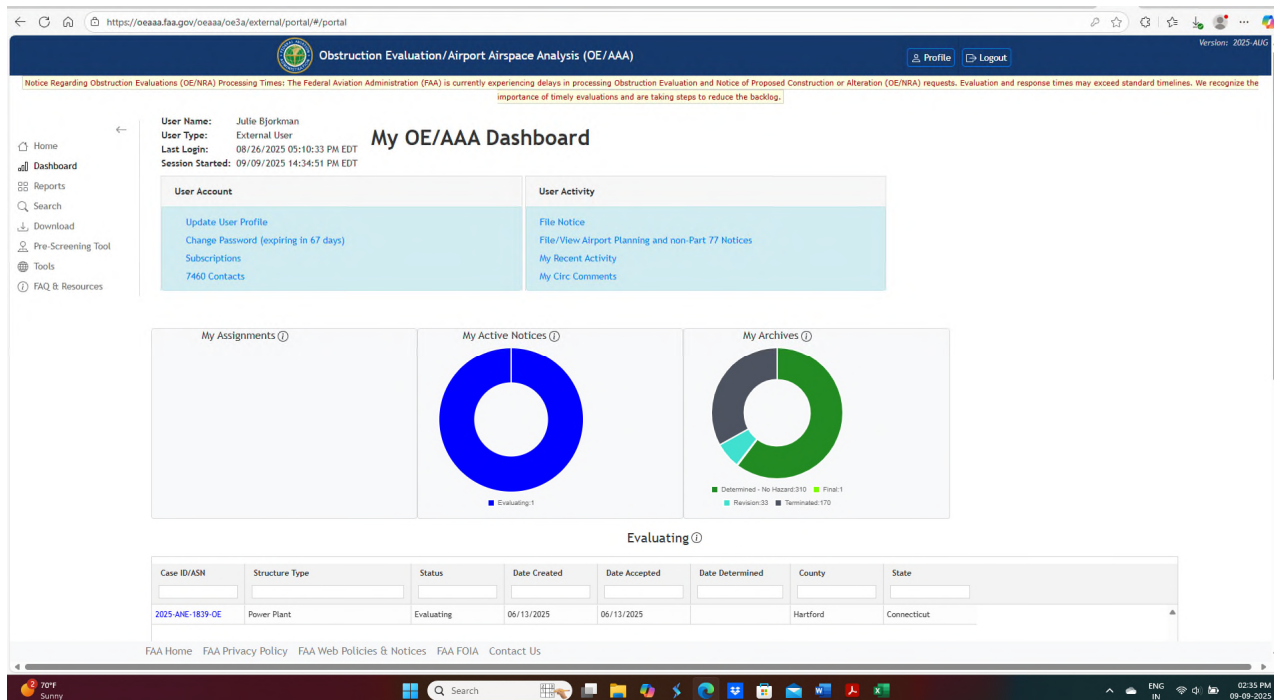 https://oeaaa.faa.gov/oeaaa/oe3a/external/portal/#/portal
Version: 2025-AUG
Obstruction Evaluation/Airport Airspace Analysis (OE/AAA)
Profile
Logout
Notice Regarding Obstruction Evaluations (OE/NRA) Processing Times: The Federal Aviation Administration (FAA) is currently experiencing delays in processing Obstruction Evaluation and Notice of Proposed Construction or Alteration (OE/NRA) requests. Evaluation and response times may exceed standard timelines. We recognize the
importance of timely evaluations and are taking steps to reduce the backlog.
Home
Dashboard
Reports
Search
Download
Pre-Screening Tool
Tools
FAQ & Resources
User Name: Julie Bjorkman
User Type: External User
Last Login: 08/26/2025 05:10:33 PM EDT
Session Started: 09/09/2025 14:34:51 PM EDT
My OE/AAA Dashboard
User Account
Update User Profile
Change Password (expiring in 67 days)
Subscriptions
7460 Contacts
User Activity
File Notice
File/View Airport Planning and non-Part 77 Notices
My Recent Activity
My Circ Comments
My Assignments
My Active Notices
Evaluating:1
My Archives
Determined - No Hazard:310 Final:1
Revision:33 Terminated:170
Evaluating
Case ID/ASN Structure Type Status Date Created Date Accepted Date Determined County State
2025-ANE-1839-OE Power Plant Evaluating 06/13/2025 06/13/2025 Hartford Connecticut
FAA Home FAA Privacy Policy FAA Web Policies & Notices FAA FOIA Contact Us
2
70°F
Sunny
Search
ENG
IN
02:35 PM
09-09-2025